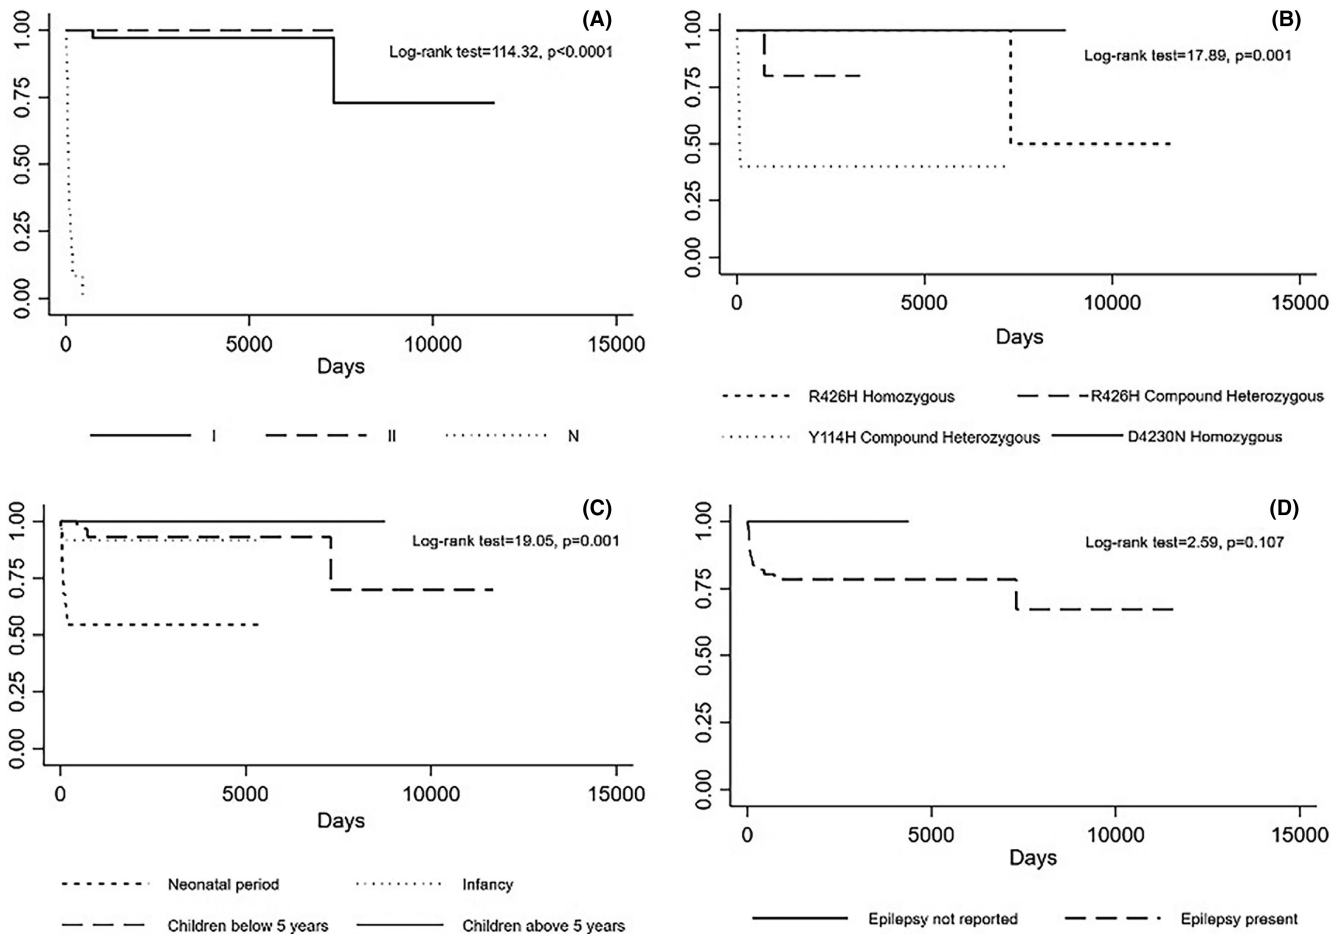 (A)
Log-rank test=114.32, p<0.0001
1.00
0.75
0.50
0.25
0.00
0 5000 10000 15000
Days
I II N
(B)
Log-rank test=17.89, p=0.001
1.00
0.75
0.50
0.25
0.00
0 5000 10000 15000
Days
R426H Homozygous R426H Compound Heterozygous
Y114H Compound Heterozygous D4230N Homozygous
(C)
Log-rank test=19.05, p=0.001
1.00
0.75
0.50
0.25
0.00
0 5000 10000 15000
Days
Neonatal period Infancy
Children below 5 years Children above 5 years
(D)
Log-rank test=2.59, p=0.107
1.00
0.75
0.50
0.25
0.00
0 5000 10000 15000
Days
Epilepsy not reported Epilepsy present